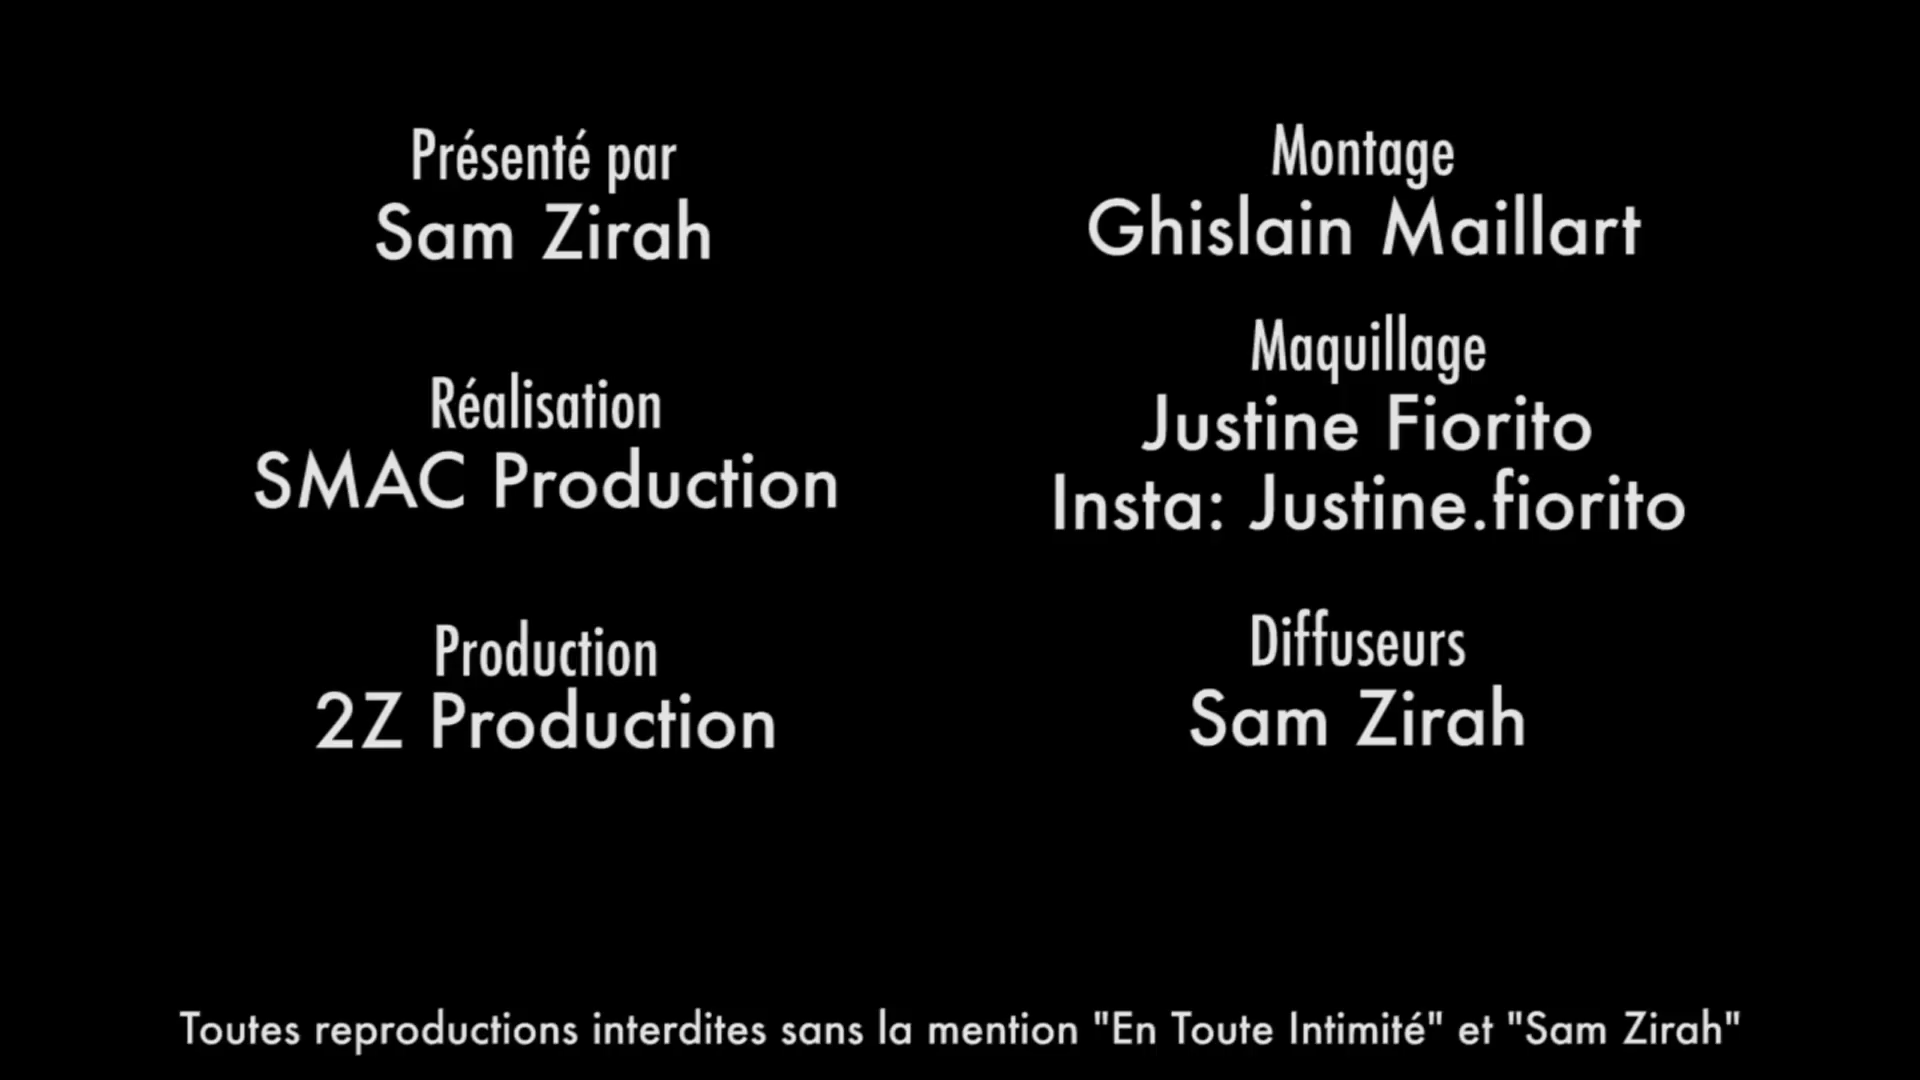 Présenté par
Sam Zirah
Réalisation
SMAC Production
Production
2Z Production
Montage
Ghislain Maillart
Maquillage
Justine Fiorito
Insta: Justine.fiorito
Diffuseurs
Sam Zirah
Toutes reproductions interdites sans la mention "En Toute Intimité" et "Sam Zirah"